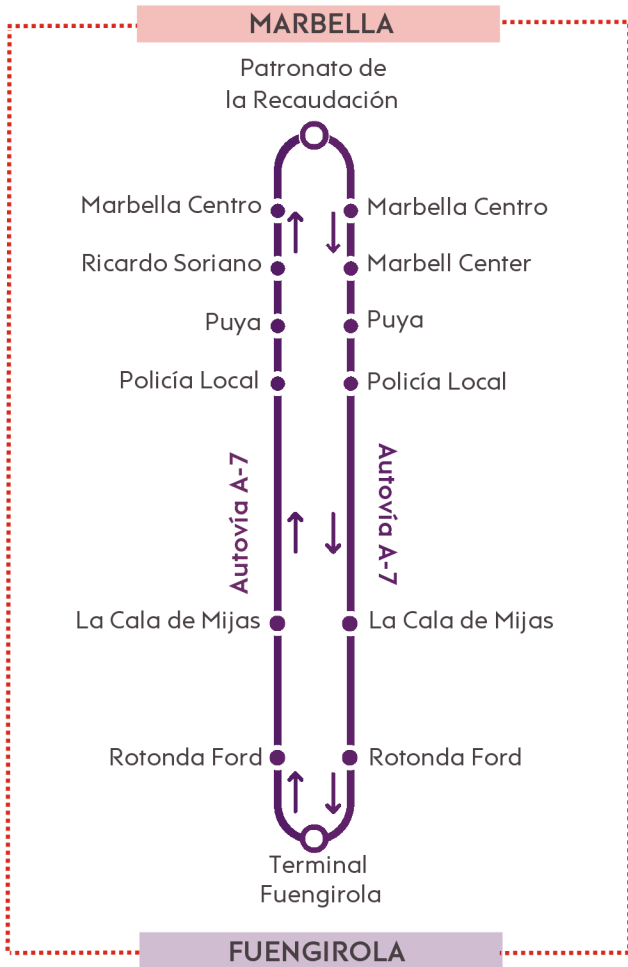 MARBELLA
Patronato de
la Recaudación
Marbella Centro
Marbella Centro
Ricardo Soriano
Marbell Center
Puya
Puya
Policía Local
Policía Local
Autovía A-7
Autovía A-7
La Cala de Mijas
La Cala de Mijas
Rotonda Ford
Rotonda Ford
Terminal
Fuengirola
FUENGIROLA